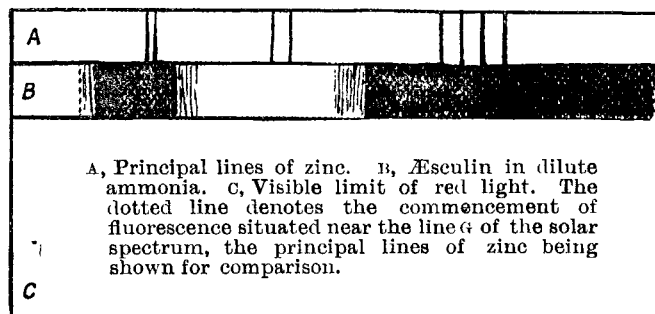 A
B
A, Principal lines of zinc. B, Æsculin in dilute
ammonia. C, Visible limit of red light. The
dotted line denotes the commencement of
fluorescence situated near the line G of the solar
spectrum, the principal lines of zinc being
shown for comparison.
C